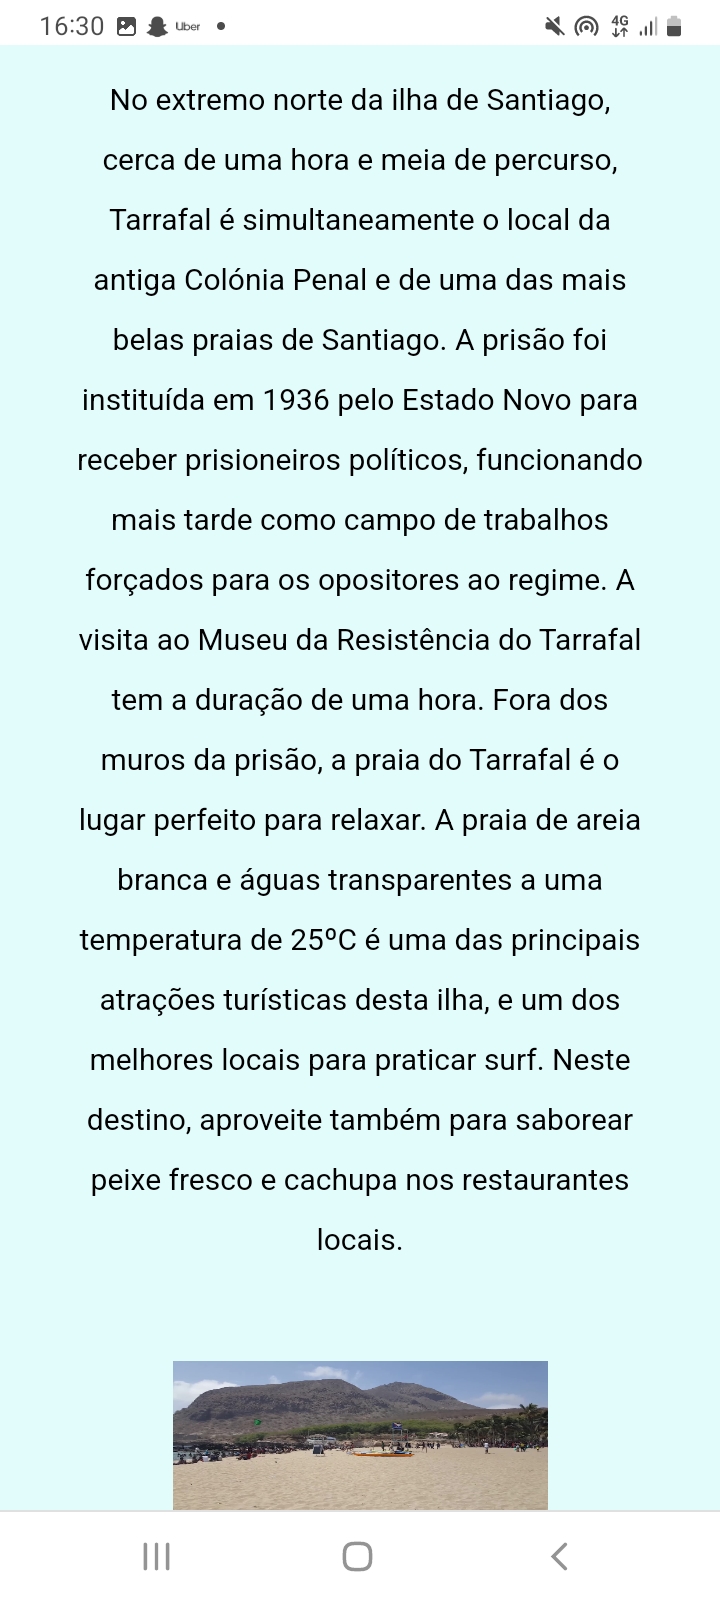 16:30 Uber 4G
No extremo norte da ilha de Santiago,
cerca de uma hora e meia de percurso,
Tarrafal é simultaneamente o local da
antiga Colónia Penal e de uma das mais
belas praias de Santiago. A prisão foi
instituída em 1936 pelo Estado Novo para
receber prisioneiros políticos, funcionando
mais tarde como campo de trabalhos
forçados para os opositores ao regime. A
visita ao Museu da Resistência do Tarrafal
tem a duração de uma hora. Fora dos
muros da prisão, a praia do Tarrafal é o
lugar perfeito para relaxar. A praia de areia
branca e águas transparentes a uma
temperatura de 25ºC é uma das principais
atrações turísticas desta ilha, e um dos
melhores locais para praticar surf. Neste
destino, aproveite também para saborear
peixe fresco e cachupa nos restaurantes
locais.